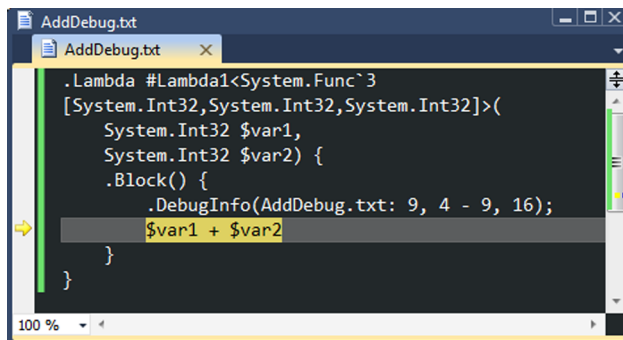 AddDebug.txt
AddDebug.txt
.Lambda #Lambda1<System.Func`3
[System.Int32,System.Int32,System.Int32]>(
    System.Int32 $var1,
    System.Int32 $var2) {
    .Block() {
        .DebugInfo(AddDebug.txt: 9, 4 - 9, 16);
        $var1 + $var2
    }
}
100 %